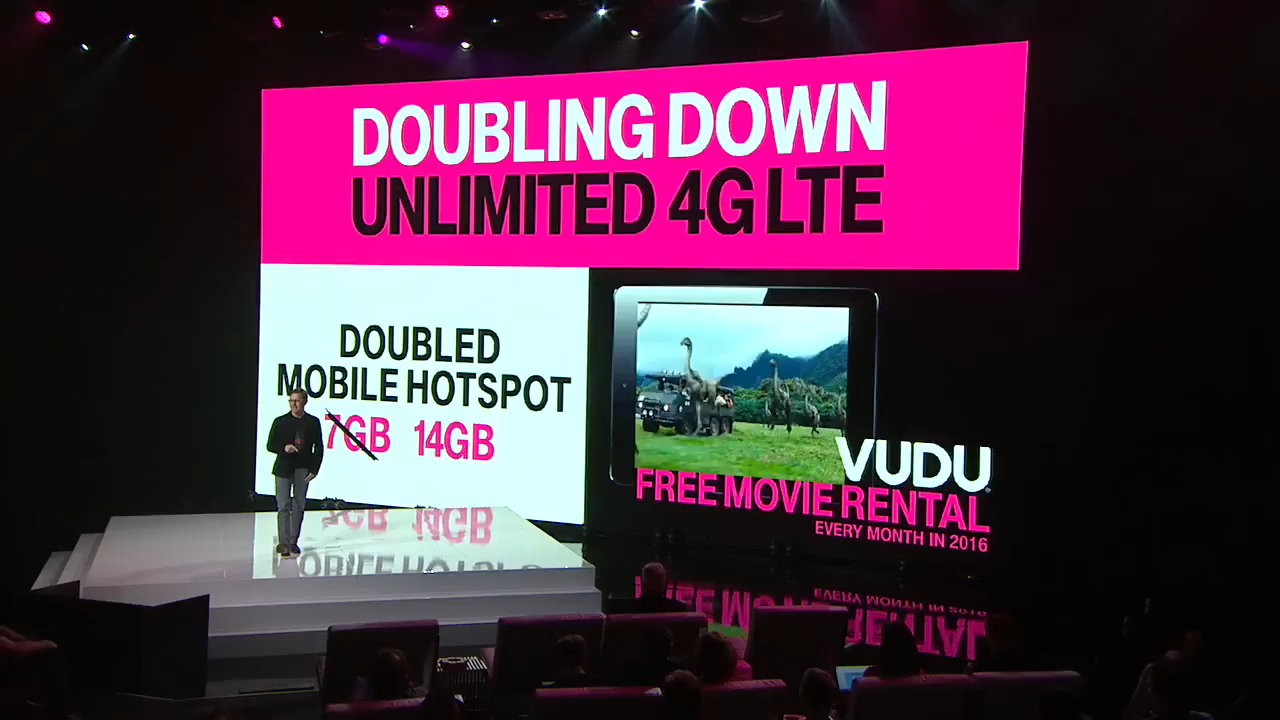 DOUBLING DOWN
UNLIMITED 4G LTE
DOUBLED
MOBILE HOTSPOT
7GB 14GB
VUDU
FREE MOVIE RENTAL
EVERY MONTH IN 2016